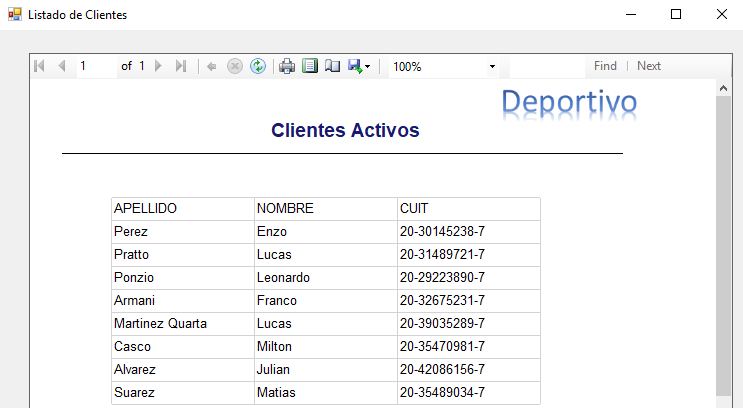 Listado de Clientes
1 of 1 100% Find Next
Deportivo
Clientes Activos
APELLIDO NOMBRE CUIT
Perez Enzo 20-30145238-7
Pratto Lucas 20-31489721-7
Ponzio Leonardo 20-29223890-7
Armani Franco 20-32675231-7
Martinez Quarta Lucas 20-39035289-7
Casco Milton 20-35470981-7
Alvarez Julian 20-42086156-7
Suarez Matias 20-35489034-7